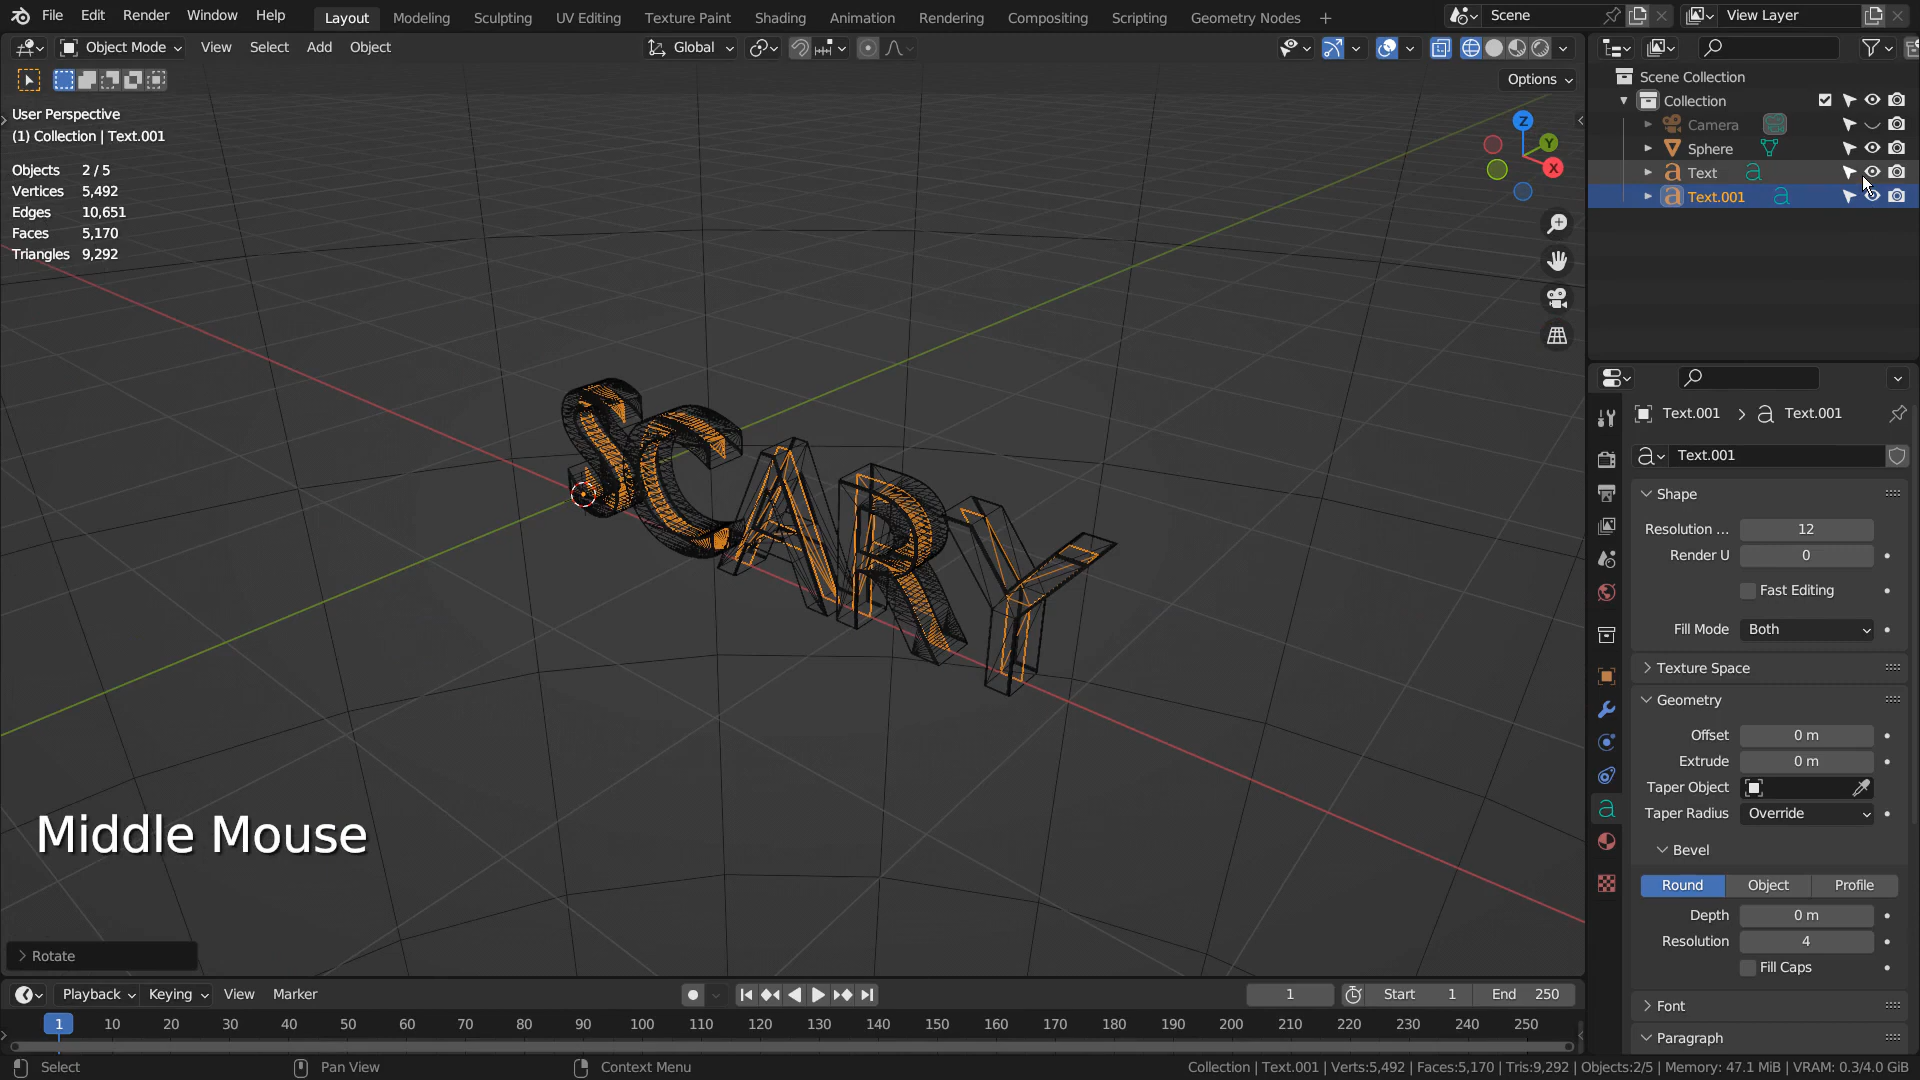 File Edit Render Window Help Layout Modeling Sculpting UV Editing Texture Paint Shading Animation Rendering Compositing Scripting Geometry Nodes + Scene View Layer
Object Mode View Select Add Object Global
Options
User Perspective
(1) Collection | Text.001
Objects 2 / 5
Vertices 5,492
Edges 10,651
Faces 5,170
Triangles 9,292
Z
Y
X
SCARY
Middle Mouse
Rotate
Scene Collection
Collection
Camera
Sphere
Text
Text.001
Text.001 > Text.001
Text.001
Shape
Resolution ... 12
Render U 0
Fast Editing
Fill Mode Both
Texture Space
Geometry
Offset 0 m
Extrude 0 m
Taper Object
Taper Radius Override
Bevel
Round Object Profile
Depth 0 m
Resolution 4
Fill Caps
Font
Paragraph
Playback Keying View Marker 1 Start 1 End 250
1 10 20 30 40 50 60 70 80 90 100 110 120 130 140 150 160 170 180 190 200 210 220 230 240 250
Select Pan View Context Menu Collection | Text.001 | Verts:5,492 | Faces:5,170 | Tris:9,292 | Objects:2/5 | Memory: 47.1 MiB | VRAM: 0.3/4.0 GiB